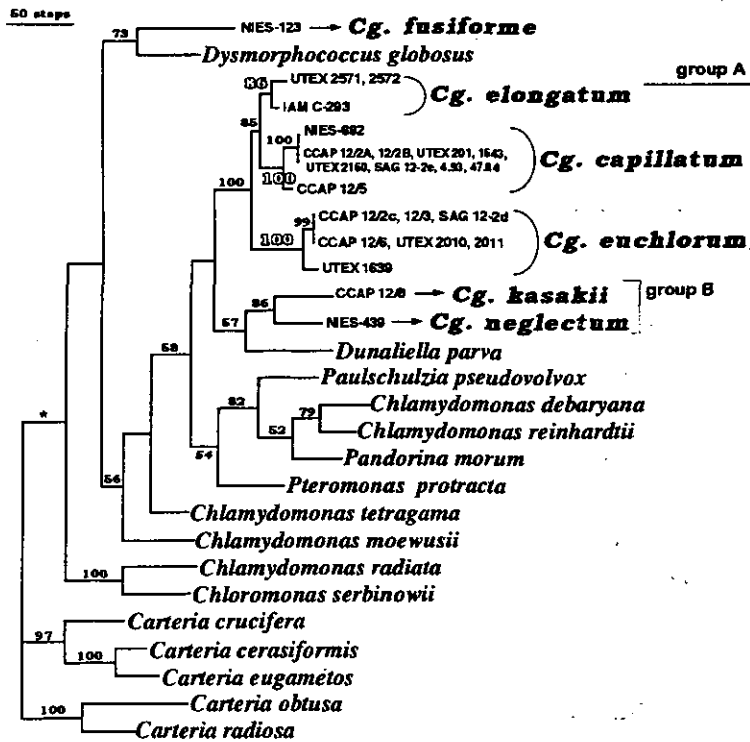 50 steps
73
NIES-123 → Cg. fusiforme
Dysmorphococcus globosus
group A
86
UTEX 2571, 2572
Cg. elongatum
IAM C-293
85
NIES-692
100
CCAP 12/2A, 12/2B, UTEX 201, 1643,
UTEX 2160, SAG 12-2e, 4.93, 47.84
Cg. capillatum
100
CCAP 12/5
100
99
CCAP 12/2c, 12/3, SAG 12-2d
100
CCAP 12/6, UTEX 2010, 2011
Cg. euchlorum
UTEX 1639
86
CCAP 12/8 → Cg. kasakii
group B
NIES-439 → Cg. neglectum
57
Dunaliella parva
58
Paulschulzia pseudovolvox
82
Chlamydomonas debaryana
79
Chlamydomonas reinhardtii
*
52
Pandorina morum
54
Pteromonas protracta
56
Chlamydomonas tetragama
Chlamydomonas moewusii
Chlamydomonas radiata
100
Chloromonas serbinowii
Carteria crucifera
97
Carteria cerasiformis
100
Carteria eugametos
Carteria obtusa
100
Carteria radiosa